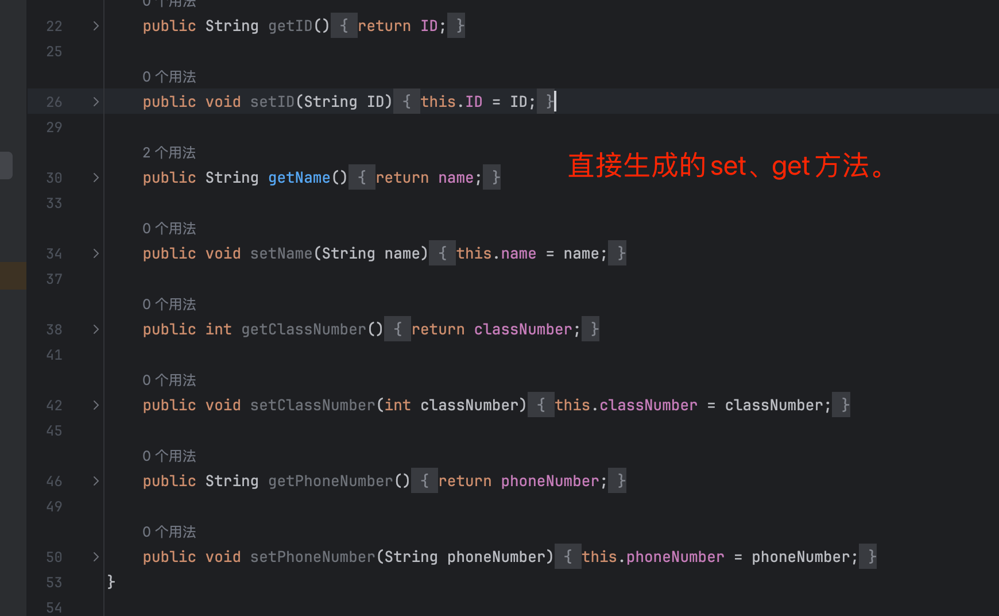 0 个用法
22 public String getID() { return ID; }
25
0 个用法
26 public void setID(String ID) { this.ID = ID; }
29
2 个用法
直接生成的set、get方法。
30 public String getName() { return name; }
33
0 个用法
34 public void setName(String name) { this.name = name; }
37
0 个用法
38 public int getClassNumber() { return classNumber; }
41
0 个用法
42 public void setClassNumber(int classNumber) { this.classNumber = classNumber; }
45
0 个用法
46 public String getPhoneNumber() { return phoneNumber; }
49
0 个用法
50 public void setPhoneNumber(String phoneNumber) { this.phoneNumber = phoneNumber; }
53 }
54